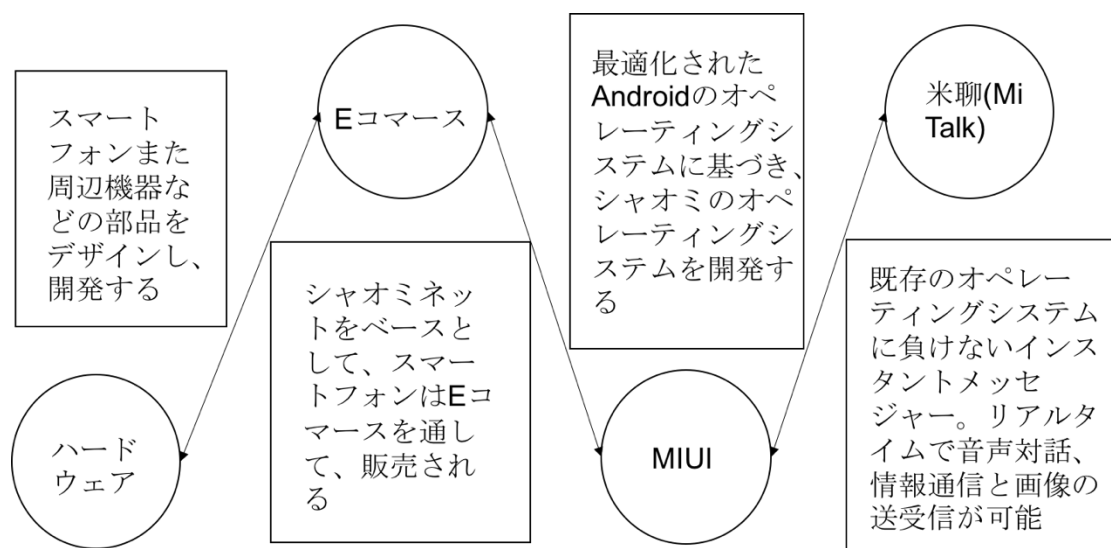 スマート
フォンまた
周辺機器な
どの部品を
デザインし、
開発する
ハード
ウェア
Eコマース
シャオミネッ
トをベースと
して、スマー
トフォンはEコ
マースを通し
て、販売され
る
最適化された
Androidのオペ
レーティングシ
ステムに基づき、
シャオミのオペ
レーティングシ
ステムを開発す
る
MIUI
米聊(Mi
Talk)
既存のオペレー
ティングシステム
に負けないインス
タントメッセ
ジャー。リアルタ
イムで音声対話、
情報通信と画像の
送受信が可能